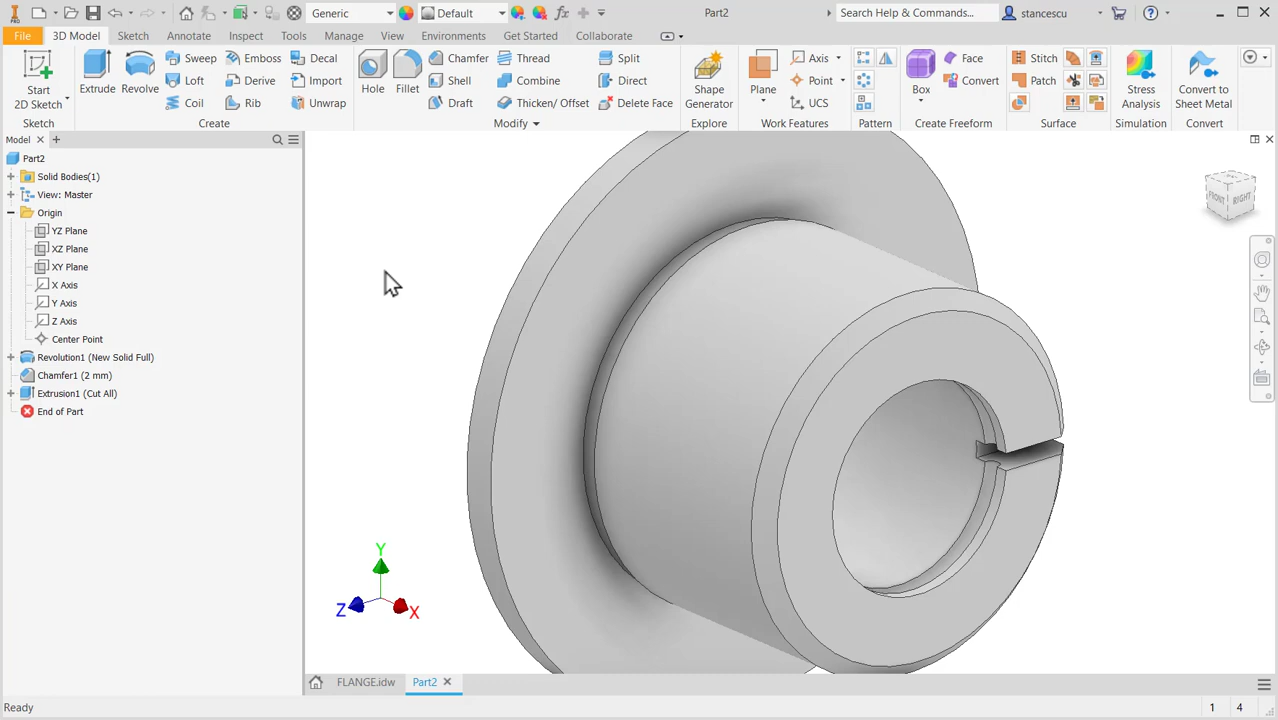 PRO
Generic
Default
Part2
Search Help & Commands...
stancescu
File
3D Model
Sketch
Annotate
Inspect
Tools
Manage
View
Environments
Get Started
Collaborate
Start
2D Sketch
Sketch
Extrude
Revolve
Sweep
Loft
Coil
Emboss
Derive
Rib
Decal
Import
Unwrap
Create
Hole
Fillet
Chamfer
Shell
Draft
Thread
Combine
Thicken/ Offset
Split
Direct
Delete Face
Modify
Shape
Generator
Explore
Plane
Axis
Point
UCS
Work Features
Pattern
Box
Face
Convert
Create Freeform
Stitch
Patch
Surface
Stress
Analysis
Simulation
Convert to
Sheet Metal
Convert
Model
Part2
Solid Bodies(1)
View: Master
Origin
YZ Plane
XZ Plane
XY Plane
X Axis
Y Axis
Z Axis
Center Point
Revolution1 (New Solid Full)
Chamfer1 (2 mm)
Extrusion1 (Cut All)
End of Part
FRONT
RIGHT
Y
Z
X
FLANGE.idw
Part2
Ready
1
4